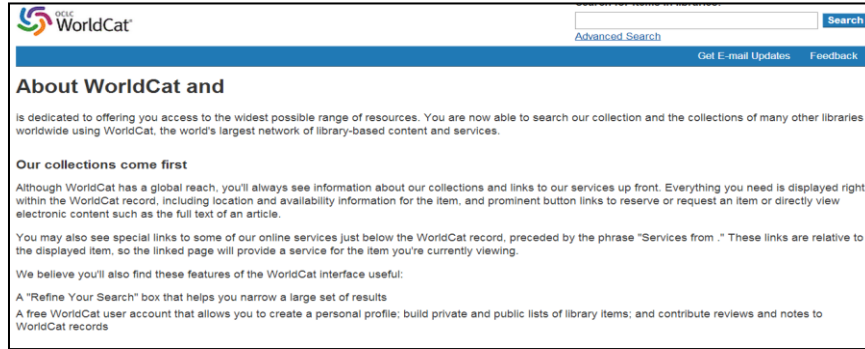 OCLC
WorldCat®
Search for items in libraries:
Search
Advanced Search
Get E-mail Updates Feedback
About WorldCat and
is dedicated to offering you access to the widest possible range of resources. You are now able to search our collection and the collections of many other libraries
worldwide using WorldCat, the world's largest network of library-based content and services.
Our collections come first
Although WorldCat has a global reach, you'll always see information about our collections and links to our services up front. Everything you need is displayed right
within the WorldCat record, including location and availability information for the item, and prominent button links to reserve or request an item or directly view
electronic content such as the full text of an article.
You may also see special links to some of our online services just below the WorldCat record, preceded by the phrase "Services from ." These links are relative to
the displayed item, so the linked page will provide a service for the item you're currently viewing.
We believe you'll also find these features of the WorldCat interface useful:
A "Refine Your Search" box that helps you narrow a large set of results
A free WorldCat user account that allows you to create a personal profile; build private and public lists of library items; and contribute reviews and notes to
WorldCat records